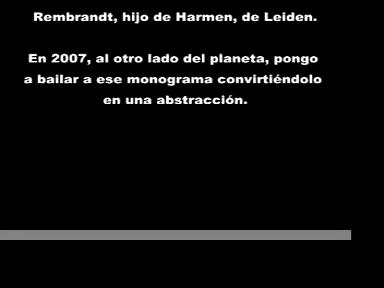 Rembrandt, hijo de Harmen, de Leiden.
En 2007, al otro lado del planeta, pongo
a bailar a ese monograma convirtiéndolo
en una abstracción.